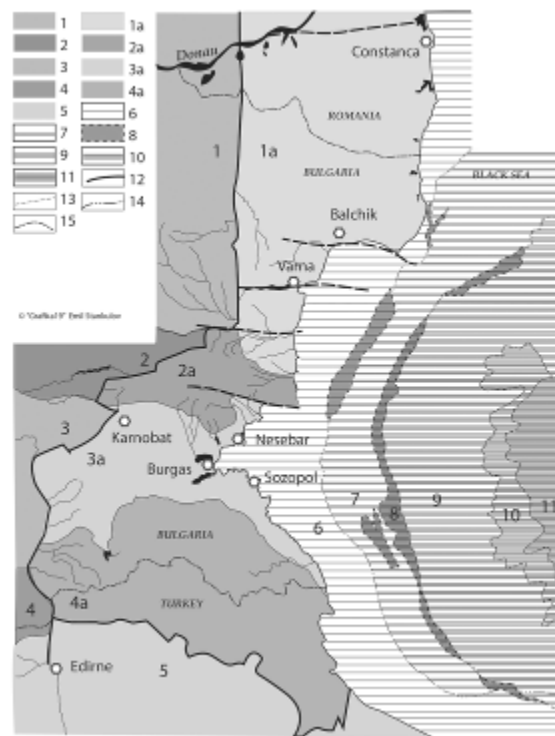 1 1a
2 2a
3 3a
4 4a
5 6
7 8
9 10
11 12
13 14
15
Donau
Constanca
ROMANIA
1 1a
BULGARIA
BLACK SEA
Balchik
Varna
2
2a
3
Karnobat
Nesebar
3a
Burgas
Sozopol
7 8 9 10 11
6
BULGARIA
4 4a
TURKEY
Edirne
5